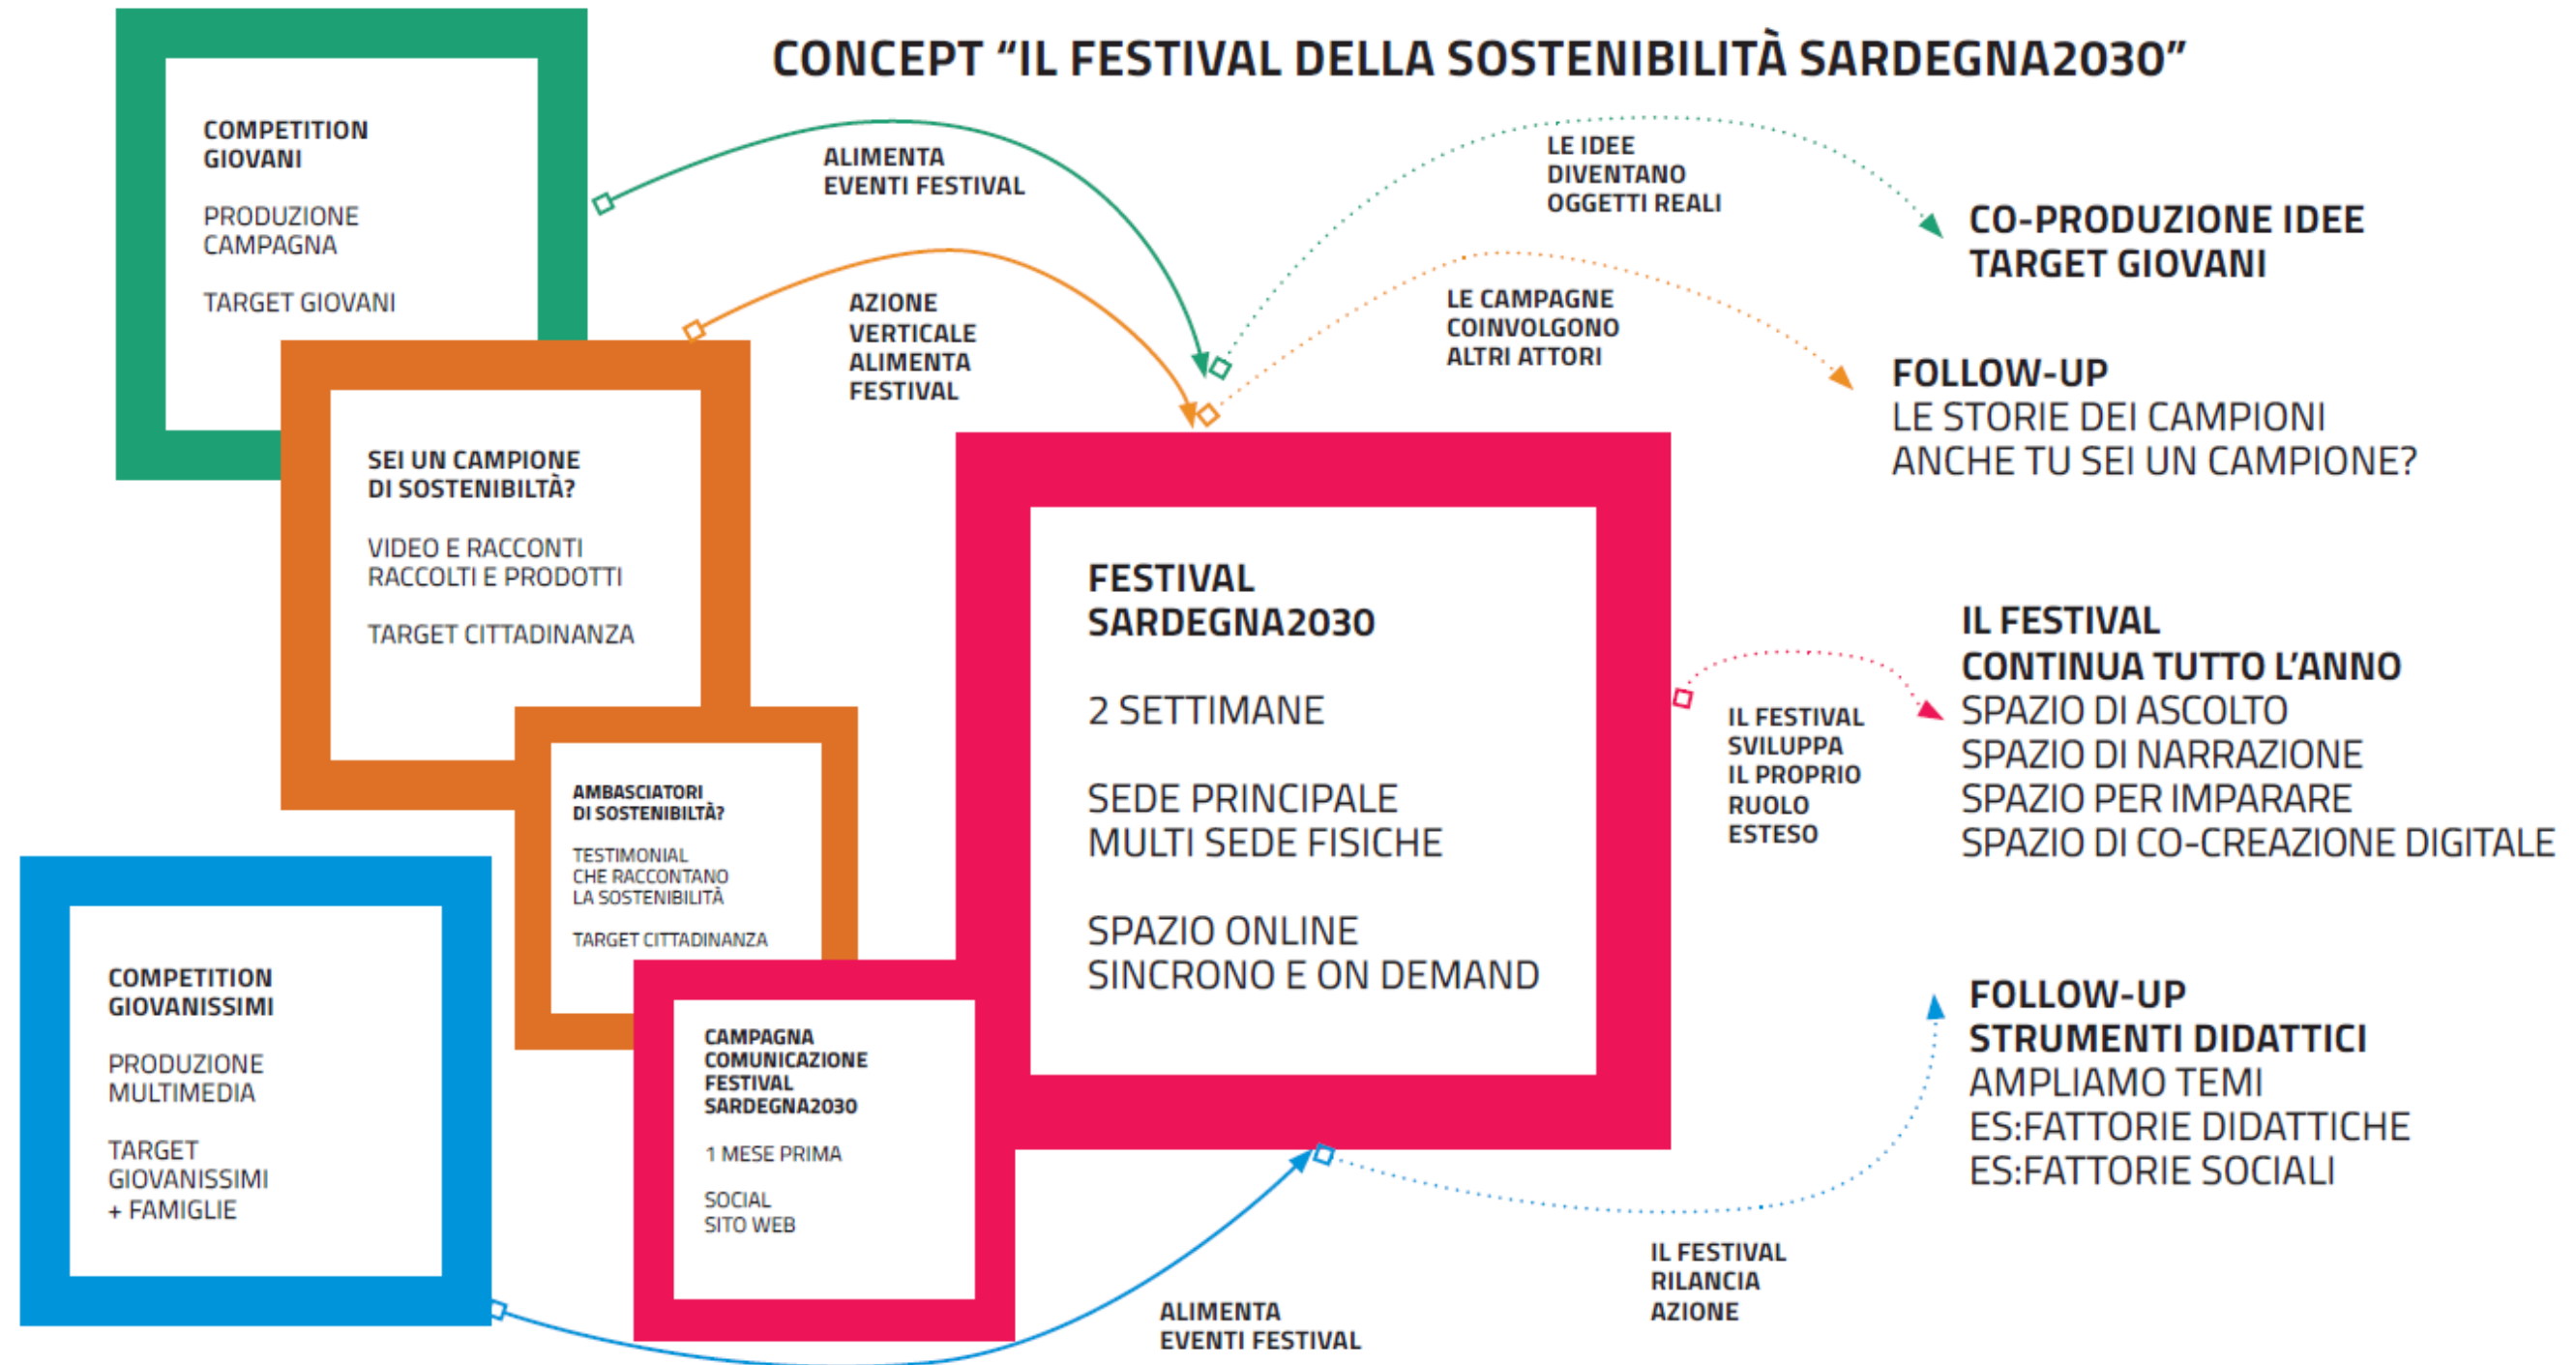 CONCEPT “IL FESTIVAL DELLA SOSTENIBILITÀ SARDEGNA2030”
COMPETITION
GIOVANI
PRODUZIONE
CAMPAGNA
TARGET GIOVANI
ALIMENTA
EVENTI FESTIVAL
LE IDEE
DIVENTANO
OGGETTI REALI
CO-PRODUZIONE IDEE
TARGET GIOVANI
SEI UN CAMPIONE
DI SOSTENIBILTÀ?
VIDEO E RACCONTI
RACCOLTI E PRODOTTI
TARGET CITTADINANZA
AZIONE
VERTICALE
ALIMENTA
FESTIVAL
LE CAMPAGNE
COINVOLGONO
ALTRI ATTORI
FOLLOW-UP
LE STORIE DEI CAMPIONI
ANCHE TU SEI UN CAMPIONE?
AMBASCIATORI
DI SOSTENIBILTÀ?
TESTIMONIAL
CHE RACCONTANO
LA SOSTENIBILITÀ
TARGET CITTADINANZA
FESTIVAL
SARDEGNA2030
2 SETTIMANE
SEDE PRINCIPALE
MULTI SEDE FISICHE
SPAZIO ONLINE
SINCRONO E ON DEMAND
IL FESTIVAL
SVILUPPA
IL PROPRIO
RUOLO
ESTESO
IL FESTIVAL
CONTINUA TUTTO L’ANNO
SPAZIO DI ASCOLTO
SPAZIO DI NARRAZIONE
SPAZIO PER IMPARARE
SPAZIO DI CO-CREAZIONE DIGITALE
COMPETITION
GIOVANISSIMI
PRODUZIONE
MULTIMEDIA
TARGET
GIOVANISSIMI
+ FAMIGLIE
CAMPAGNA
COMUNICAZIONE
FESTIVAL
SARDEGNA2030
1 MESE PRIMA
SOCIAL
SITO WEB
ALIMENTA
EVENTI FESTIVAL
IL FESTIVAL
RILANCIA
AZIONE
FOLLOW-UP
STRUMENTI DIDATTICI
AMPLIAMO TEMI
ES:FATTORIE DIDATTICHE
ES:FATTORIE SOCIALI